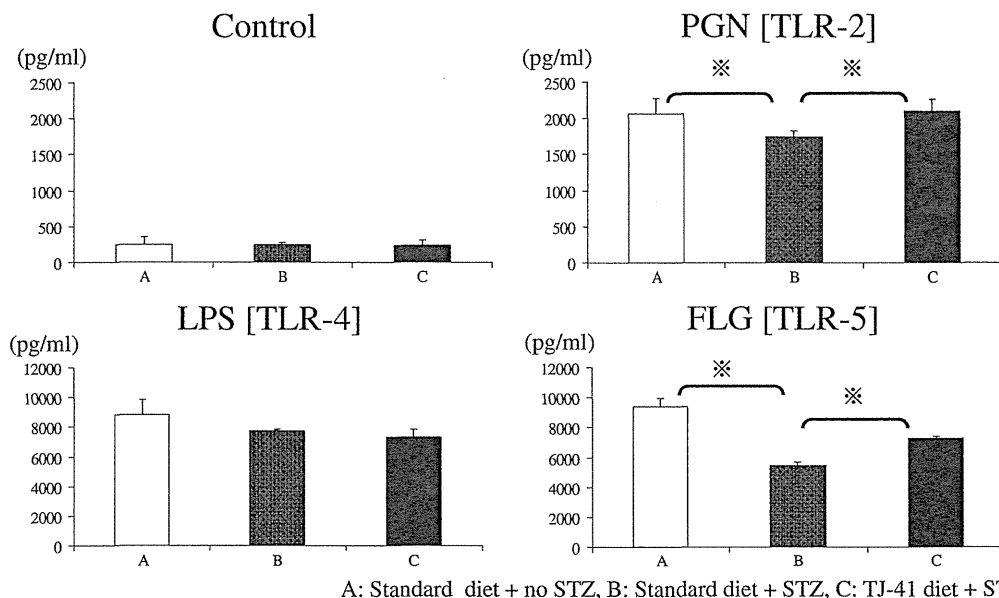 Control
(pg/ml)
2500
2000
1500
1000
500
0
A B C
PGN [TLR-2]
(pg/ml)
※ ※
2500
2000
1500
1000
500
0
A B C
LPS [TLR-4]
(pg/ml)
12000
10000
8000
6000
4000
2000
0
A B C
FLG [TLR-5]
(pg/ml)
※ ※
12000
10000
8000
6000
4000
2000
0
A B C
A: Standard diet + no STZ, B: Standard diet + STZ, C: TJ-41 diet + ST